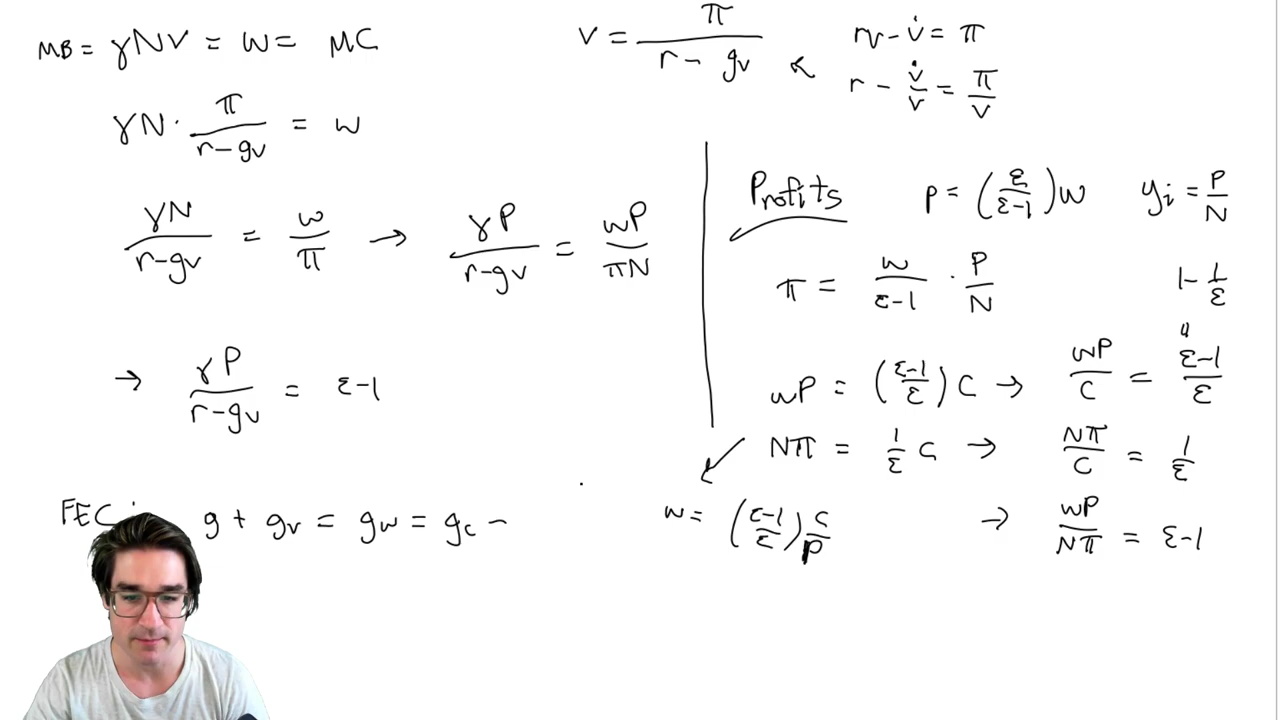 MB = γNV = w = MC
γN · π/(r-gv) = w
γN/(r-gv) = w/π → γP/(r-gv) = wP/(πN)
→ γP/(r-gv) = ε-1
FEC: g + gv = gw = gc -
v = π/(r-gv) ← rv - v̇ = π
r - v̇/v = π/v
Profits p = (ε/(ε-1))w yi = P/N
π = w/(ε-1) · P/N 1-1/ε
"
wP = ((ε-1)/ε)C → wP/C = (ε-1)/ε
Nπ = 1/ε C → Nπ/C = 1/ε
w = ((ε-1)/ε) C/P → wP/(Nπ) = ε-1